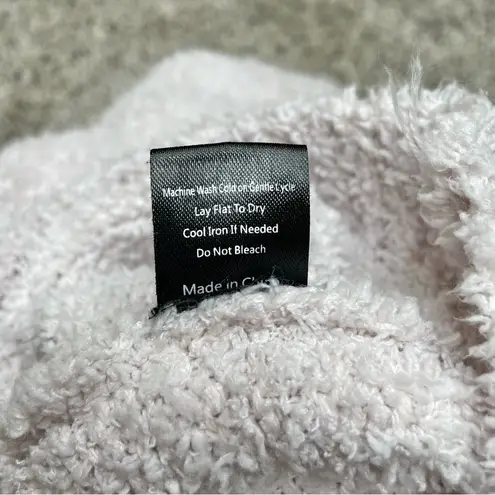 Machine Wash Cold on Gentle Cycle
Lay Flat To Dry
Cool Iron If Needed
Do Not Bleach
Made in